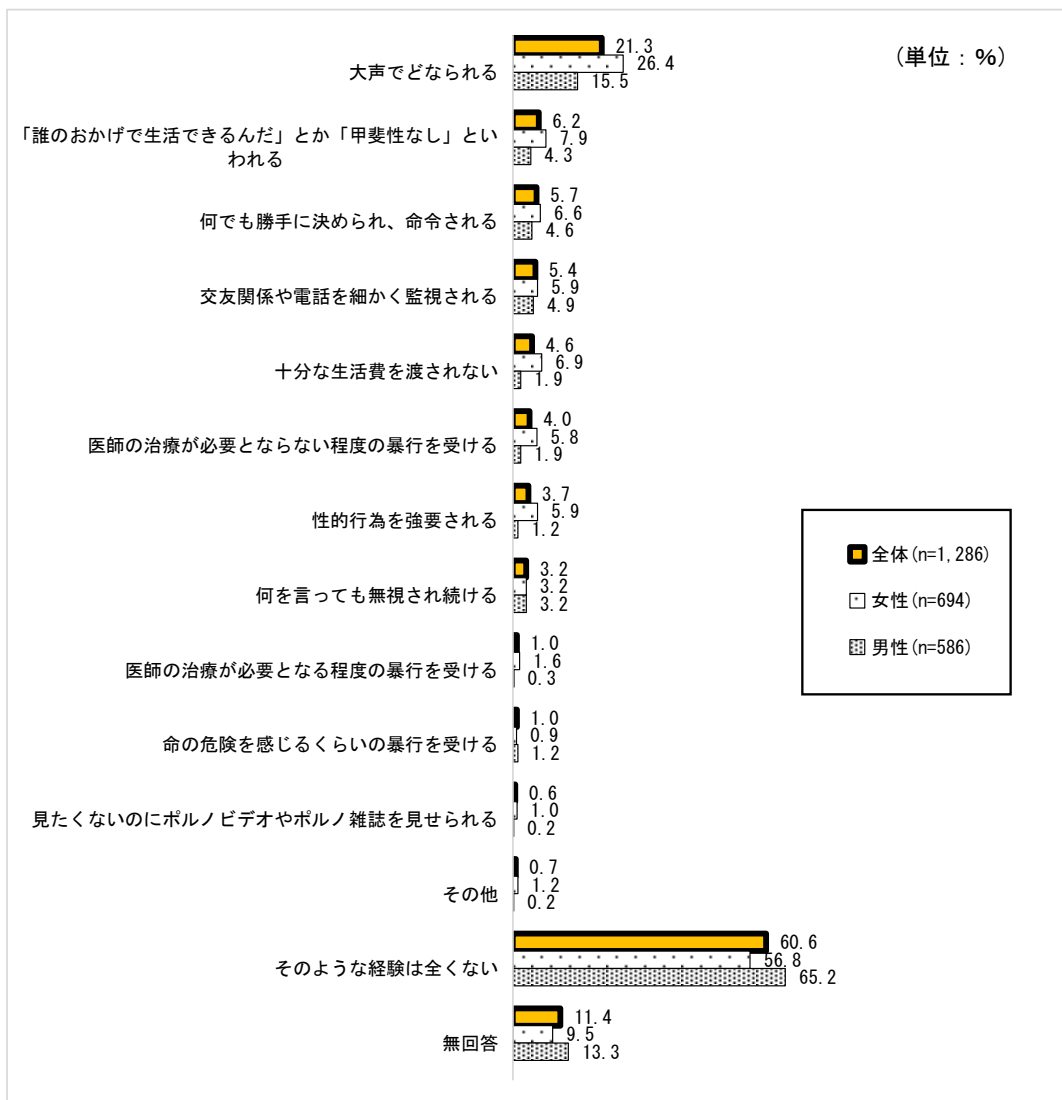 (単位：%)
大声でどなられる
21.3
26.4
15.5
「誰のおかげで生活できるんだ」とか「甲斐性なし」とい
われる
6.2
7.9
4.3
何でも勝手に決められ、命令される
5.7
6.6
4.6
交友関係や電話を細かく監視される
5.4
5.9
4.9
十分な生活費を渡されない
4.6
6.9
1.9
医師の治療が必要とならない程度の暴行を受ける
4.0
5.8
1.9
性的行為を強要される
3.7
5.9
1.2
何を言っても無視され続ける
3.2
3.2
3.2
医師の治療が必要となる程度の暴行を受ける
1.0
1.6
0.3
命の危険を感じるくらいの暴行を受ける
1.0
0.9
1.2
見たくないのにポルノビデオやポルノ雑誌を見せられる
0.6
1.0
0.2
その他
0.7
1.2
0.2
そのような経験は全くない
60.6
56.8
65.2
無回答
11.4
9.5
13.3
全体(n=1,286)
女性(n=694)
男性(n=586)